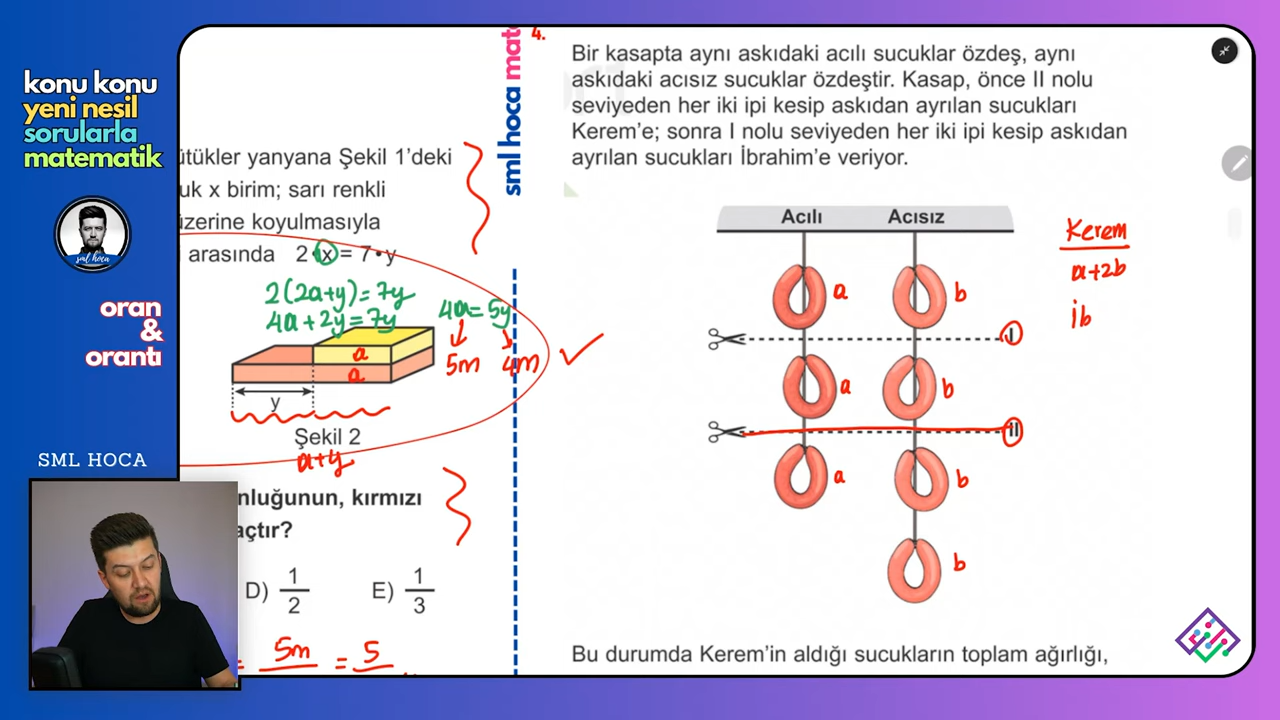 konu konu
yeni nesil
sorularla
matematik
sml hoca
oran
&
orantı
SML HOCA
ütükler yanyana Şekil 1'deki
uk x birim; sarı renkli
üzerine koyulmasıyla
arasında 2·x = 7·y
2(2a+y) = 7y
4a + 2y = 7y
4a = 5y
5m 4m
a
a
y
Şekil 2
a+y
nluğunun, kırmızı
açtır?
D) 1/2 E) 1/3
= 5m = 5
sml hoca mate
4.
Bir kasapta aynı askıdaki acılı sucuklar özdeş, aynı
askıdaki acısız sucuklar özdeştir. Kasap, önce II nolu
seviyeden her iki ipi kesip askıdan ayrılan sucukları
Kerem'e; sonra I nolu seviyeden her iki ipi kesip askıdan
ayrılan sucukları İbrahim'e veriyor.
Acılı Acısız
a b
I
a b
II
a b
b
Kerem
a+2b
İb
Bu durumda Kerem'in aldığı sucukların toplam ağırlığı,